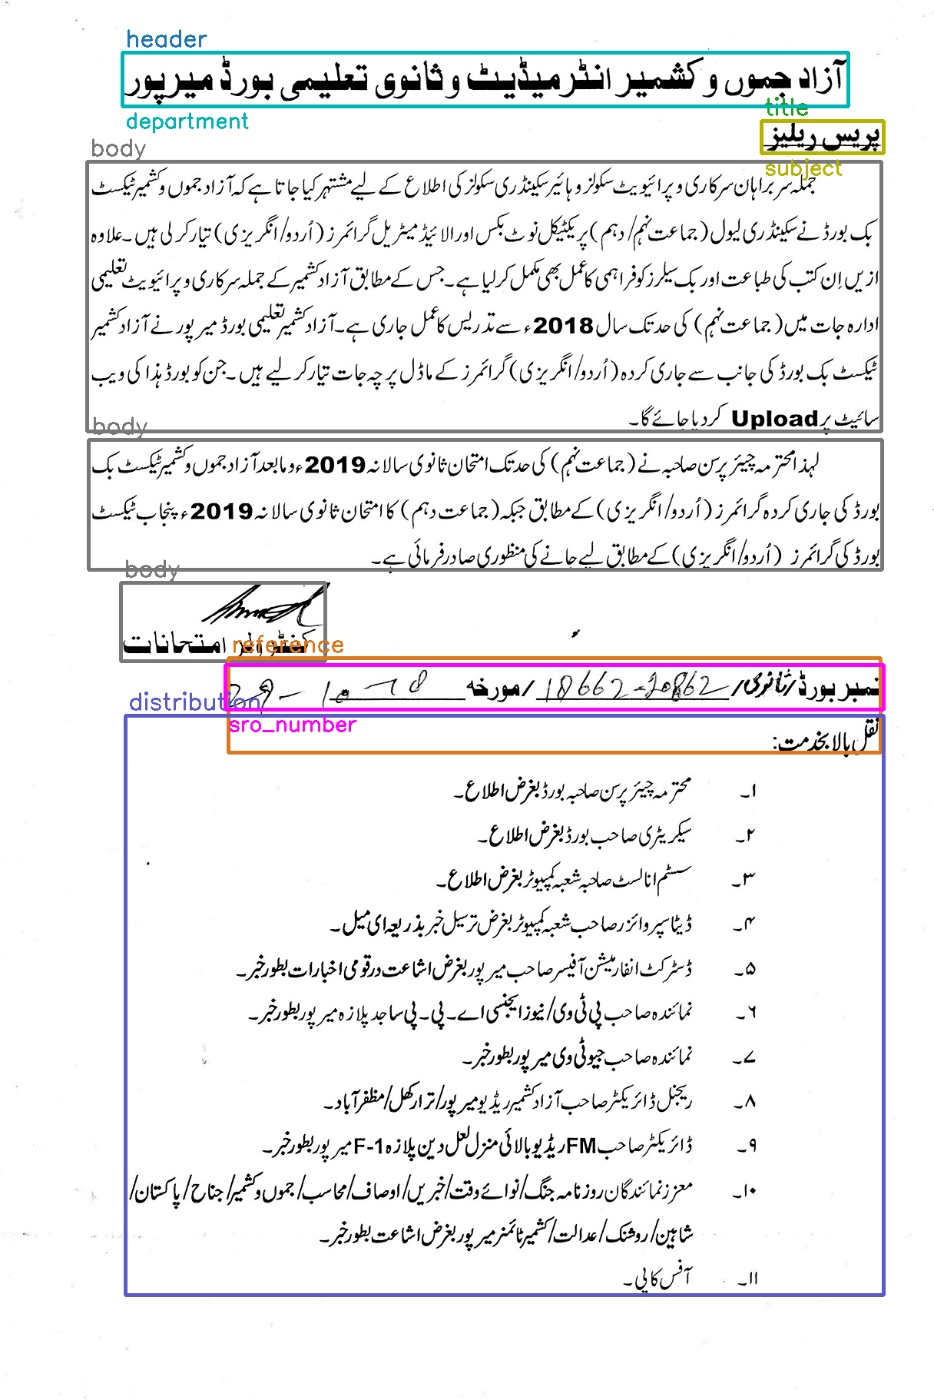 header
آزاد جموں و کشمیر انٹرمیڈیٹ و ثانوی تعلیمی بورڈ میرپور
department
title
پریس ریلیز
subject
body
جملہ سربراہان سرکاری و پرائیویٹ سکولز و ہائیر سکینڈری سکولز کی اطلاع کے لیے مشتہر کیا جاتا ہے کہ آزاد جموں و کشمیر ٹیکسٹ
بک بورڈ نے سکینڈری لیول (جماعت نہم/دہم) پریکٹیکل نوٹ بکس اور الائیڈ میٹریل گرائمرز (اُردو/انگریزی) تیار کر لی ہیں۔ علاوہ
ازیں اِن کتب کی طباعت اور بک سیلرز کو فراہمی کا عمل بھی مکمل کر لیا ہے۔ جس کے مطابق آزاد کشمیر کے جملہ سرکاری و پرائیویٹ تعلیمی
ادارہ جات میں (جماعت نہم) کی حد تک سال 2018ء سے تدریس کا عمل جاری ہے۔ آزاد کشمیر تعلیمی بورڈ میرپور نے آزاد کشمیر
ٹیکسٹ بک بورڈ کی جانب سے جاری کردہ (اُردو/انگریزی) گرائمرز کے ماڈل پرچہ جات تیار کر لیے ہیں۔ جن کو بورڈ ہذا کی ویب
سائیٹ پر Upload کر دیا جائے گا۔
body
لہذا محترمہ چیئرپرسن صاحبہ نے (جماعت نہم) کی حد تک امتحان ثانوی سالانہ 2019ء و مابعد آزاد جموں و کشمیر ٹیکسٹ بک
بورڈ کی جاری کردہ گرائمرز (اُردو/انگریزی) کے مطابق جبکہ (جماعت دہم) کا امتحان ثانوی سالانہ 2019ء پنجاب ٹیکسٹ
بورڈ کی گرائمرز (اُردو/انگریزی) کے مطابق لیے جانے کی منظوری صادر فرمائی ہے۔
body
کنٹرولر امتحانات
reference
نمبر بورڈ/ثانوی/ 18662-20862 /مورخہ 29-10-18
distribution
sro_number
نقل بالا بخدمت:
۱۔ محترمہ چیئرپرسن صاحبہ بورڈ بغرض اطلاع۔
۲۔ سیکریٹری صاحب بورڈ بغرض اطلاع۔
۳۔ سسٹم انالسٹ صاحبہ شعبہ کمپیوٹر بغرض اطلاع۔
۴۔ ڈیٹا سپروائزر صاحب شعبہ کمپیوٹر بغرض ترسیل خبر بذریعہ ای میل۔
۵۔ ڈسٹرکٹ انفارمیشن آفیسر صاحب میرپور بغرض اشاعت در قومی اخبارات بطور خبر۔
۶۔ نمائندہ صاحب پی ٹی وی/نیوز ایجنسی اے۔پی۔پی ساجد پلازہ میرپور بطور خبر۔
۷۔ نمائندہ صاحب جیو ٹی وی میرپور بطور خبر۔
۸۔ ریجنل ڈائریکٹر صاحب آزاد کشمیر ریڈیو میرپور/تراڑکھل/مظفرآباد۔
۹۔ ڈائریکٹر صاحب FM ریڈیو بالائی منزل لعل دین پلازہ F-1 میرپور بطور خبر۔
۱۰۔ معزز نمائندگان روزنامہ جنگ/نوائے وقت/خبریں/اوصاف/محاسب/جموں و کشمیر/جناح/پاکستان/
شاہین/روشنک/عدالت/کشمیر ٹائمنز میرپور بغرض اشاعت بطور خبر۔
۱۱۔ آفس کاپی۔